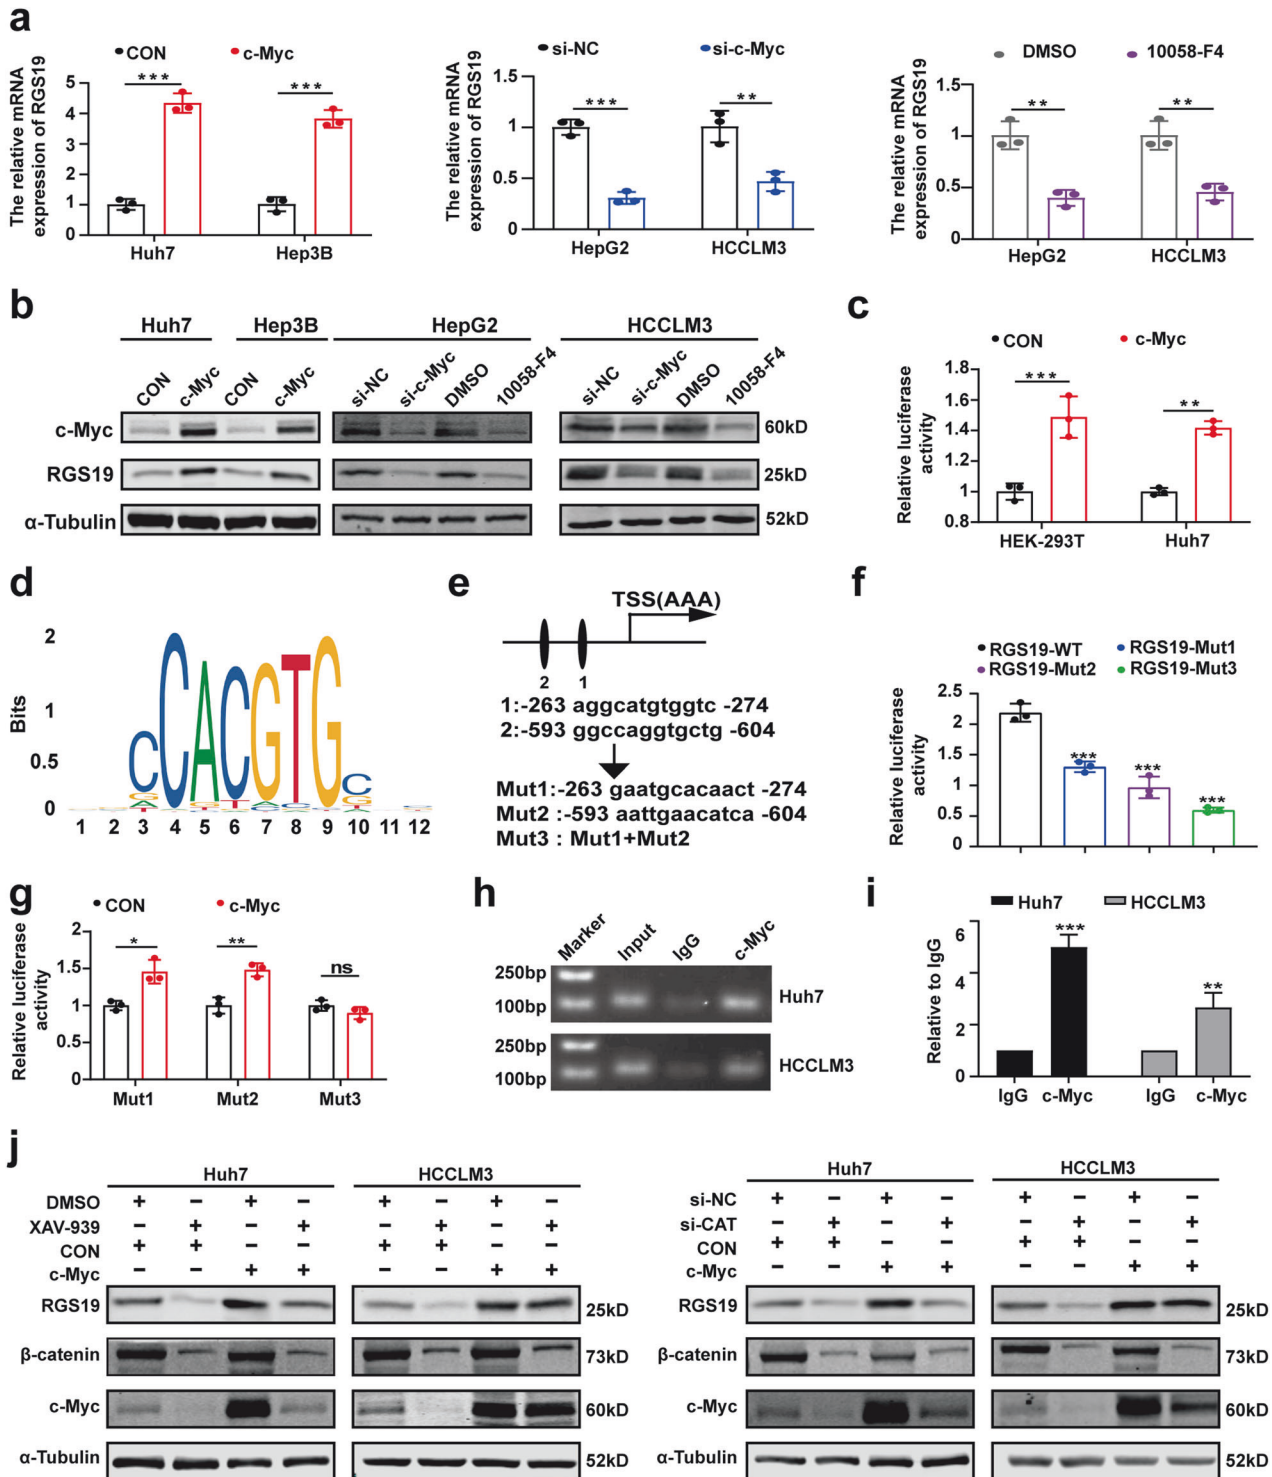 a
CON c-Myc
The relative mRNA
expression of RGS19
5
4
3
2
1
0
*** ***
Huh7 Hep3B
si-NC si-c-Myc
The relative mRNA
expression of RGS19
1.5
1
0.5
0
*** **
HepG2 HCCLM3
DMSO 10058-F4
The relative mRNA
expression of RGS19
1.5
1
0.5
0
** **
HepG2 HCCLM3
b
Huh7 Hep3B HepG2 HCCLM3
CON c-Myc CON c-Myc si-NC si-c-Myc DMSO 10058-F4 si-NC si-c-Myc DMSO 10058-F4
c-Myc 60kD
RGS19 25kD
α-Tubulin 52kD
c
CON c-Myc
Relative luciferase
activity
1.8
1.6
1.4
1.2
1
0.8
*** **
HEK-293T Huh7
d
Bits
2
1
0.5
0
C
G
A
T
C
A
G
C
T
G
A
T
C
G
C
G
T
1 2 3 4 5 6 7 8 9 10 11 12
e
TSS(AAA)
2 1
1:-263 aggcatgtggtc -274
2:-593 ggccaggtgctg -604
Mut1:-263 gaatgcacaact -274
Mut2 :-593 aattgaacatca -604
Mut3 : Mut1+Mut2
f
RGS19-WT RGS19-Mut1
RGS19-Mut2 RGS19-Mut3
Relative luciferase
activity
2.5
2
1.5
1
0.5
0
*** *** ***
g
CON c-Myc
Relative luciferase
activity
2
1.5
1
0.5
0
* ** ns
Mut1 Mut2 Mut3
h
Marker Input IgG c-Myc
250bp
100bp
Huh7
250bp
100bp
HCCLM3
i
Huh7 HCCLM3
Relative to IgG
6
4
2
0
*** **
IgG c-Myc IgG c-Myc
j
Huh7 HCCLM3
DMSO + − + − + − + −
XAV-939 − + − + − + − +
CON + + − − + + − −
c-Myc − − + + − − + +
RGS19 25kD
β-catenin 73kD
c-Myc 60kD
α-Tubulin 52kD
Huh7 HCCLM3
si-NC + − + − + − + −
si-CAT − + − + − + − +
CON + + − − + + − −
c-Myc − − + + − − + +
RGS19 25kD
β-catenin 73kD
c-Myc 60kD
α-Tubulin 52kD